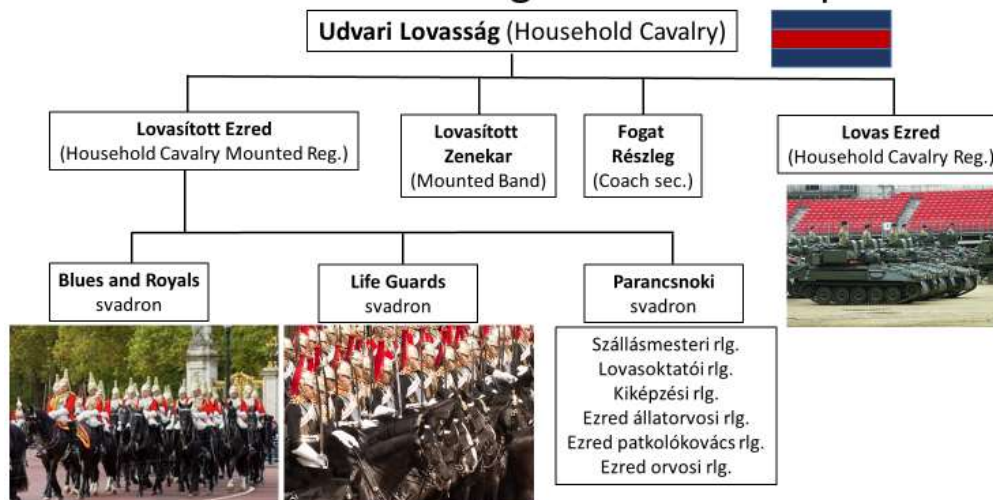 Udvari Lovasság (Household Cavalry)
Lovasított Ezred
(Household Cavalry Mounted Reg.)
Lovasított
Zenekar
(Mounted Band)
Fogat
Részleg
(Coach sec.)
Lovas Ezred
(Household Cavalry Reg.)
Blues and Royals
svadron
Life Guards
svadron
Parancsnoki
svadron
Szállásmesteri rlg.
Lovasoktatói rlg.
Kiképzési rlg.
Ezred állatorvosi rlg.
Ezred patkolókovács rlg.
Ezred orvosi rlg.